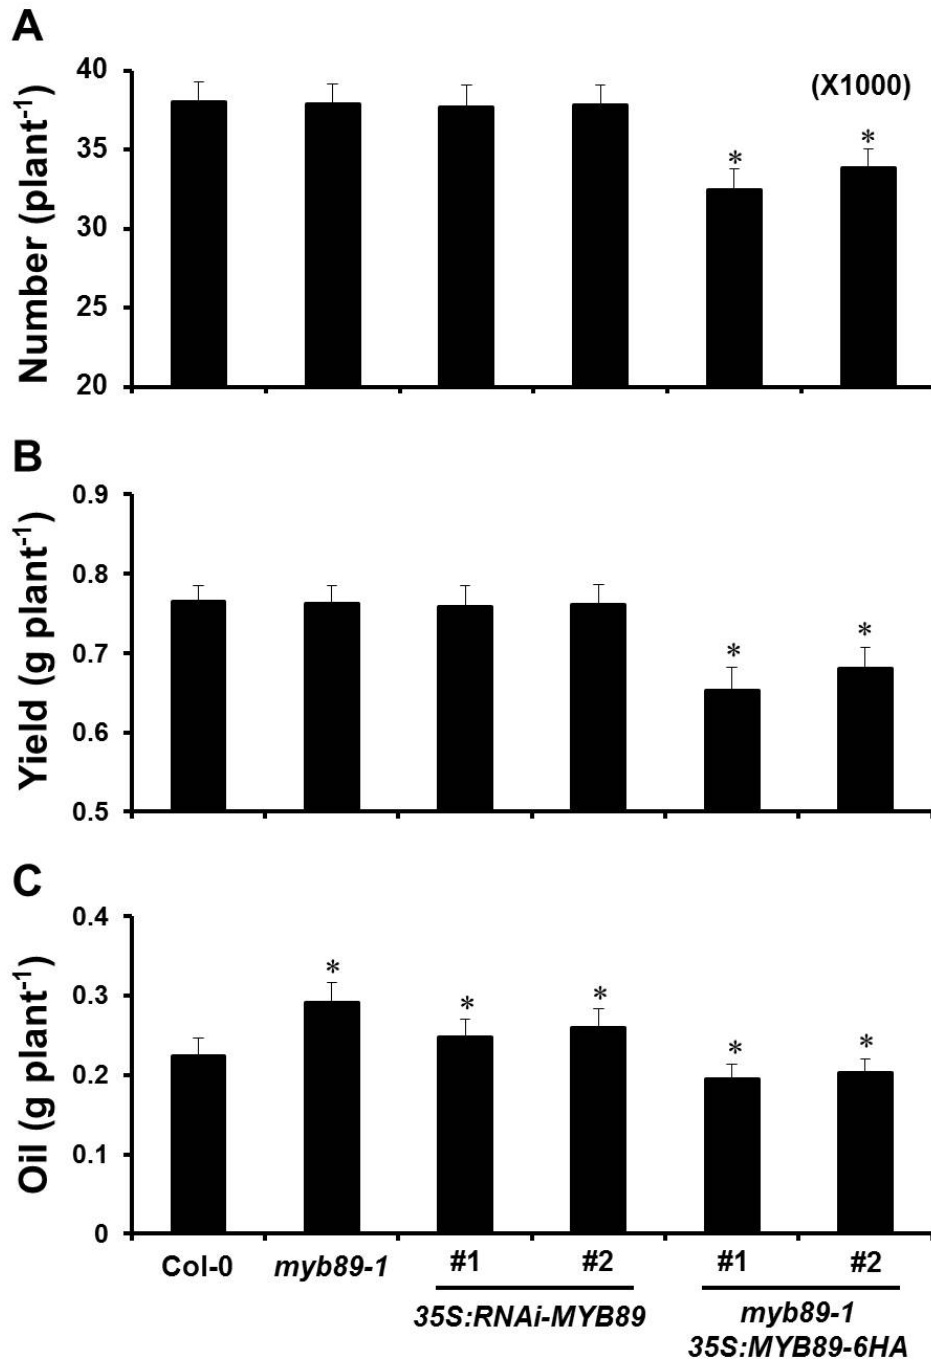 A
Number (plant⁻¹)
40
35
30
25
20
(X1000)
*
*
B
Yield (g plant⁻¹)
0.9
0.8
0.7
0.6
0.5
*
*
C
Oil (g plant⁻¹)
0.4
0.3
0.2
0.1
0
*
*
*
*
*
Col-0 myb89-1 #1 #2 #1 #2
35S:RNAi-MYB89
myb89-1
35S:MYB89-6HA